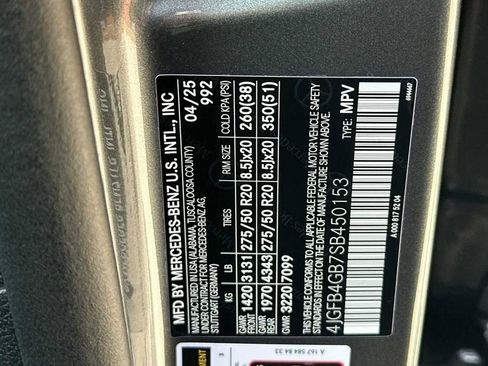 MFD BY MERCEDES-BENZ U.S. INTL., INC
MANUFACTURED IN USA (ALABAMA, TUSCALOOSA COUNTY)
BY MBUSI FOR MERCEDES-BENZ AG,
STUTTGART (GERMANY)
04/25
992
KG LB TIRES RIM SIZE COLD KPA(PSI)
GAWR FRONT 1420 3131 275/50 R20 8.5Jx20 260(38)
GAWR REAR 1970 4343 275/50 R20 8.5Jx20 350(51)
GVWR 3220 7099
THIS VEHICLE CONFORMS TO ALL APPLICABLE FEDERAL MOTOR VEHICLE SAFETY
STANDARDS IN EFFECT ON THE DATE OF MANUFACTURE SHOWN ABOVE.
4JGFB4GB7SB450153 TYPE: MPV
A 000 817 52 04
A 167 584 84 33